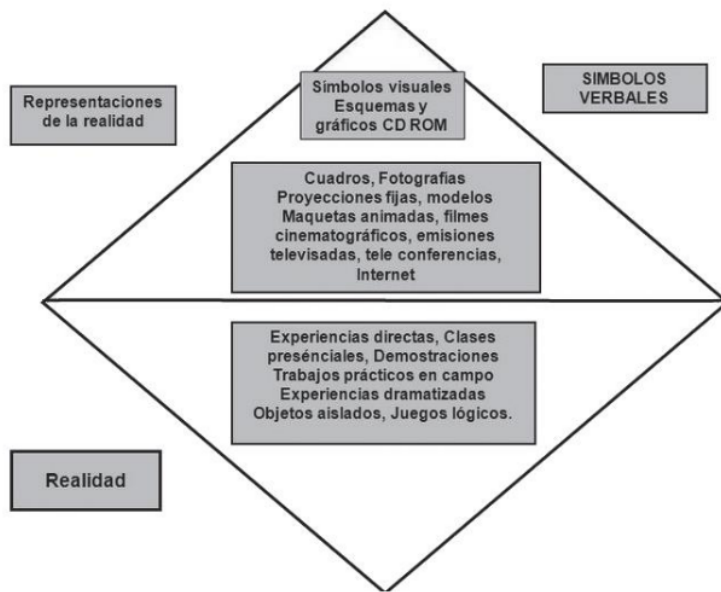 Representaciones
de la realidad
Símbolos visuales
Esquemas y
gráficos CD ROM
SIMBOLOS
VERBALES
Cuadros, Fotografias
Proyecciones fijas, modelos
Maquetas animadas, filmes
cinematográficos, emisiones
televisadas, tele conferencias,
Internet
Experiencias directas, Clases
presénciales, Demostraciones
Trabajos prácticos en campo
Experiencias dramatizadas
Objetos aislados, Juegos lógicos.
Realidad